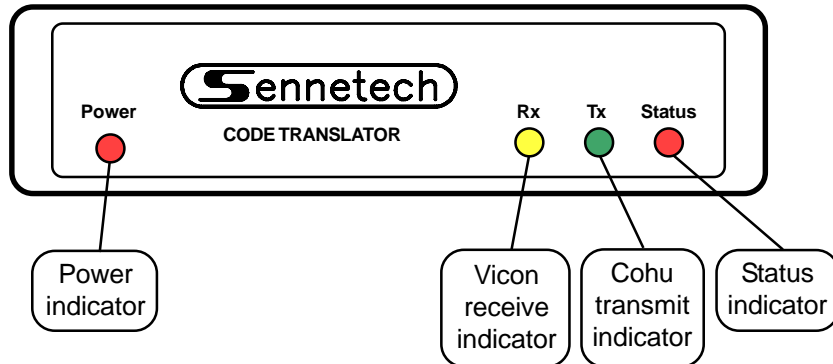 Sennetech
Power
CODE TRANSLATOR
Rx
Tx
Status
Power
indicator
Vicon
receive
indicator
Cohu
transmit
indicator
Status
indicator